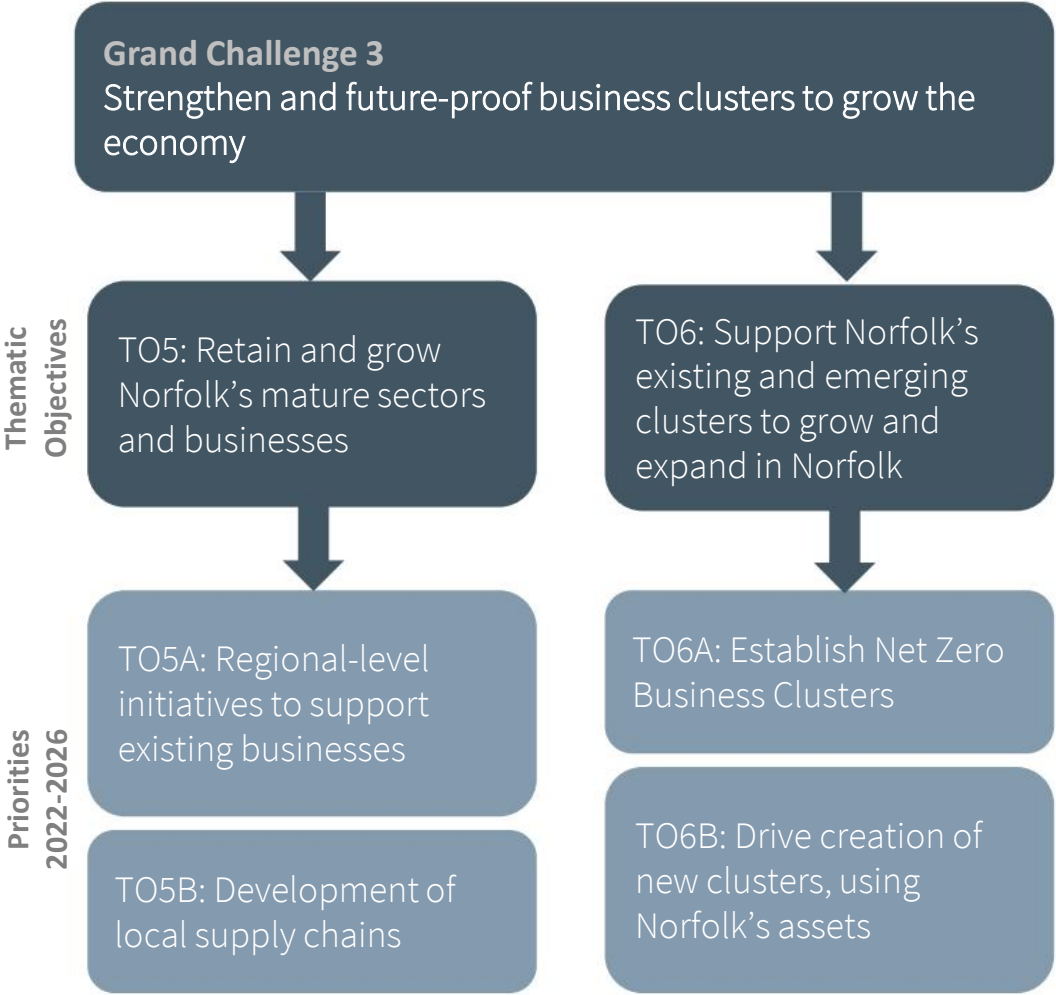 Grand Challenge 3
Strengthen and future-proof business clusters to grow the
economy
Thematic
Objectives
TO5: Retain and grow
Norfolk’s mature sectors
and businesses
TO6: Support Norfolk’s
existing and emerging
clusters to grow and
expand in Norfolk
Priorities
2022-2026
TO5A: Regional-level
initiatives to support
existing businesses
TO5B: Development of
local supply chains
TO6A: Establish Net Zero
Business Clusters
TO6B: Drive creation of
new clusters, using
Norfolk’s assets